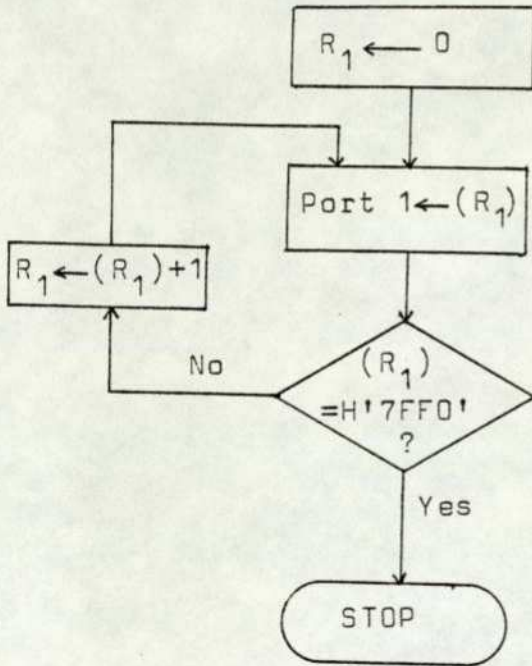 R₁ ← 0
Port 1 ← (R₁)
R₁ ← (R₁)+1
No
(R₁)
=H'7FF0'
?
Yes
STOP